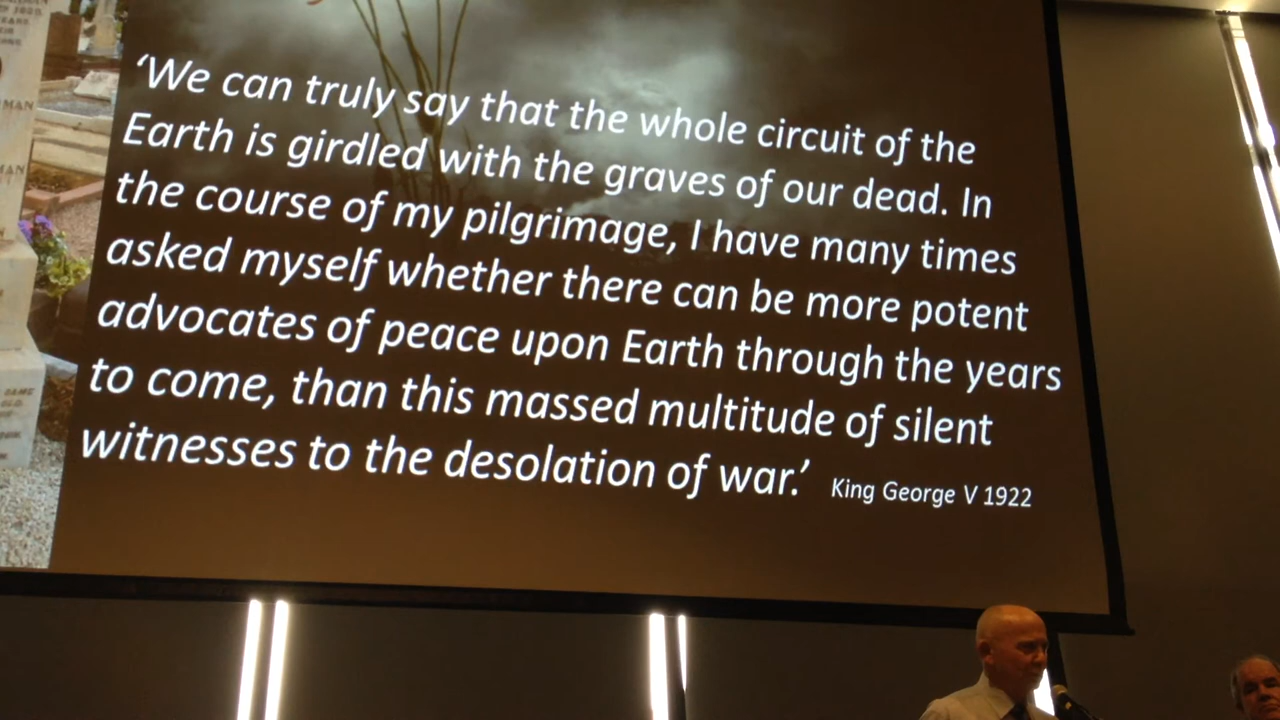 ‘We can truly say that the whole circuit of the
Earth is girdled with the graves of our dead. In
the course of my pilgrimage, I have many times
asked myself whether there can be more potent
advocates of peace upon Earth through the years
to come, than this massed multitude of silent
witnesses to the desolation of war.’ King George V 1922